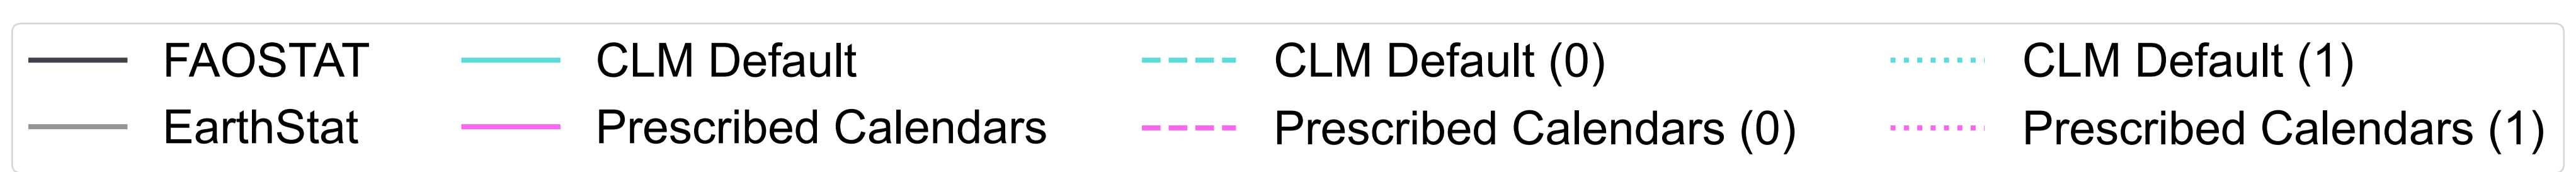 FAOSTAT CLM Default CLM Default (0) CLM Default (1)
EarthStat Prescribed Calendars Prescribed Calendars (0) Prescribed Calendars (1)